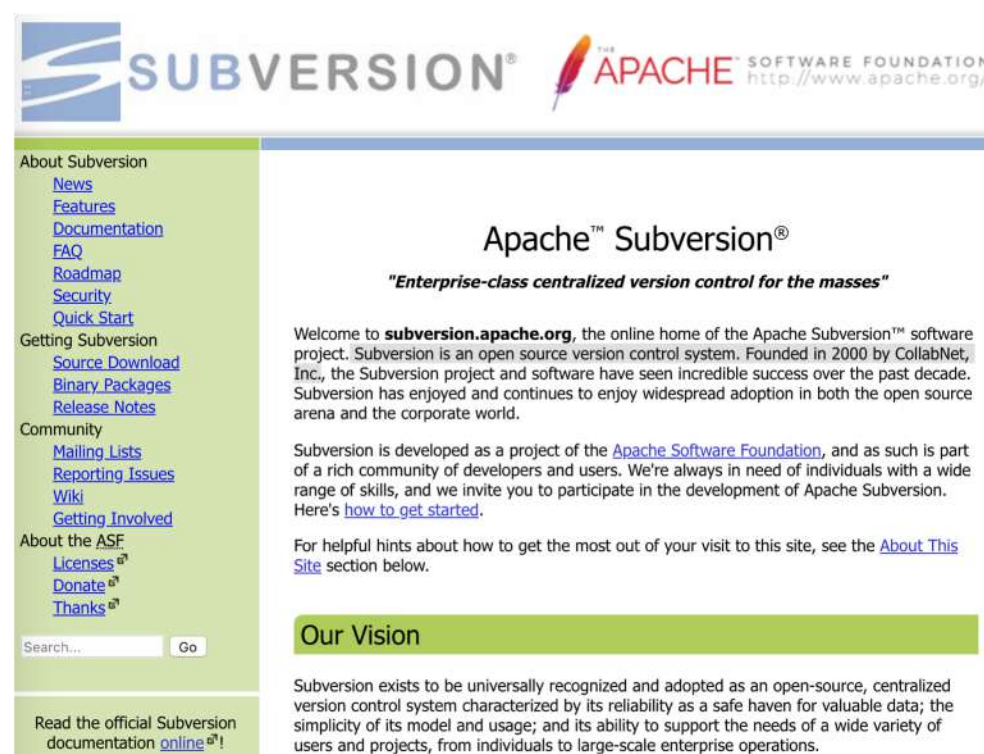 SUBVERSION®
THE
APACHE™ SOFTWARE FOUNDATION
http://www.apache.org/
About Subversion
News
Features
Documentation
FAQ
Roadmap
Security
Quick Start
Getting Subversion
Source Download
Binary Packages
Release Notes
Community
Mailing Lists
Reporting Issues
Wiki
Getting Involved
About the ASF
Licenses
Donate
Thanks
Search...
Go
Read the official Subversion
documentation online!
Apache™ Subversion®
"Enterprise-class centralized version control for the masses"
Welcome to subversion.apache.org, the online home of the Apache Subversion™ software
project. Subversion is an open source version control system. Founded in 2000 by CollabNet,
Inc., the Subversion project and software have seen incredible success over the past decade.
Subversion has enjoyed and continues to enjoy widespread adoption in both the open source
arena and the corporate world.
Subversion is developed as a project of the Apache Software Foundation, and as such is part
of a rich community of developers and users. We're always in need of individuals with a wide
range of skills, and we invite you to participate in the development of Apache Subversion.
Here's how to get started.
For helpful hints about how to get the most out of your visit to this site, see the About This
Site section below.
Our Vision
Subversion exists to be universally recognized and adopted as an open-source, centralized
version control system characterized by its reliability as a safe haven for valuable data; the
simplicity of its model and usage; and its ability to support the needs of a wide variety of
users and projects, from individuals to large-scale enterprise operations.